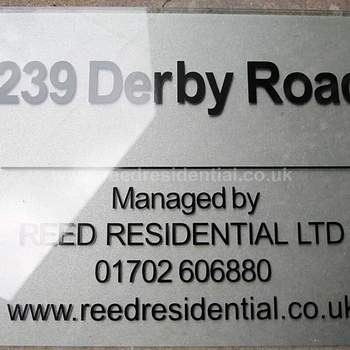 239 Derby Road
www.reedresidential.co.uk
Managed by
REED RESIDENTIAL LTD
01702 606880
www.reedresidential.co.uk